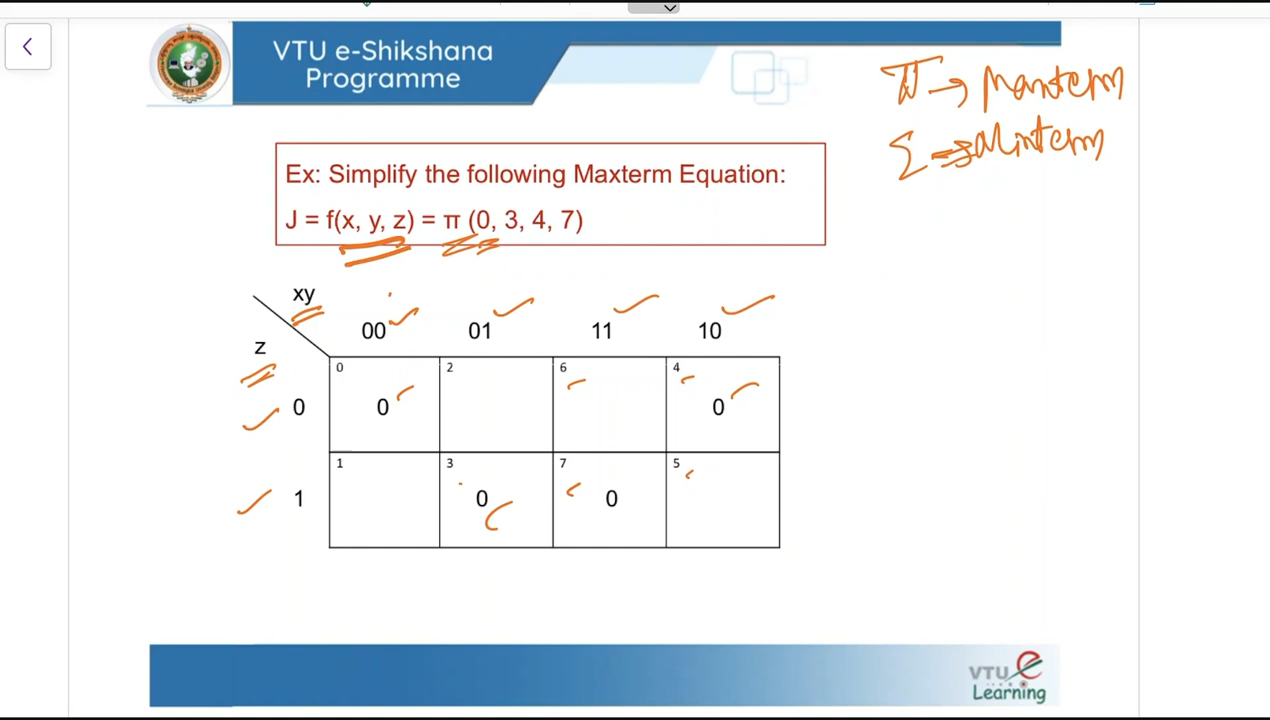 VTU e-Shikshana
Programme
π → Maxterm
Σ → Minterm
Ex: Simplify the following Maxterm Equation:
J = f(x, y, z) = π (0, 3, 4, 7)
xy
00 01 11 10
z
0 2 6 4
0 0 0
1 3 7 5
1 0 0
VTU e
Learning